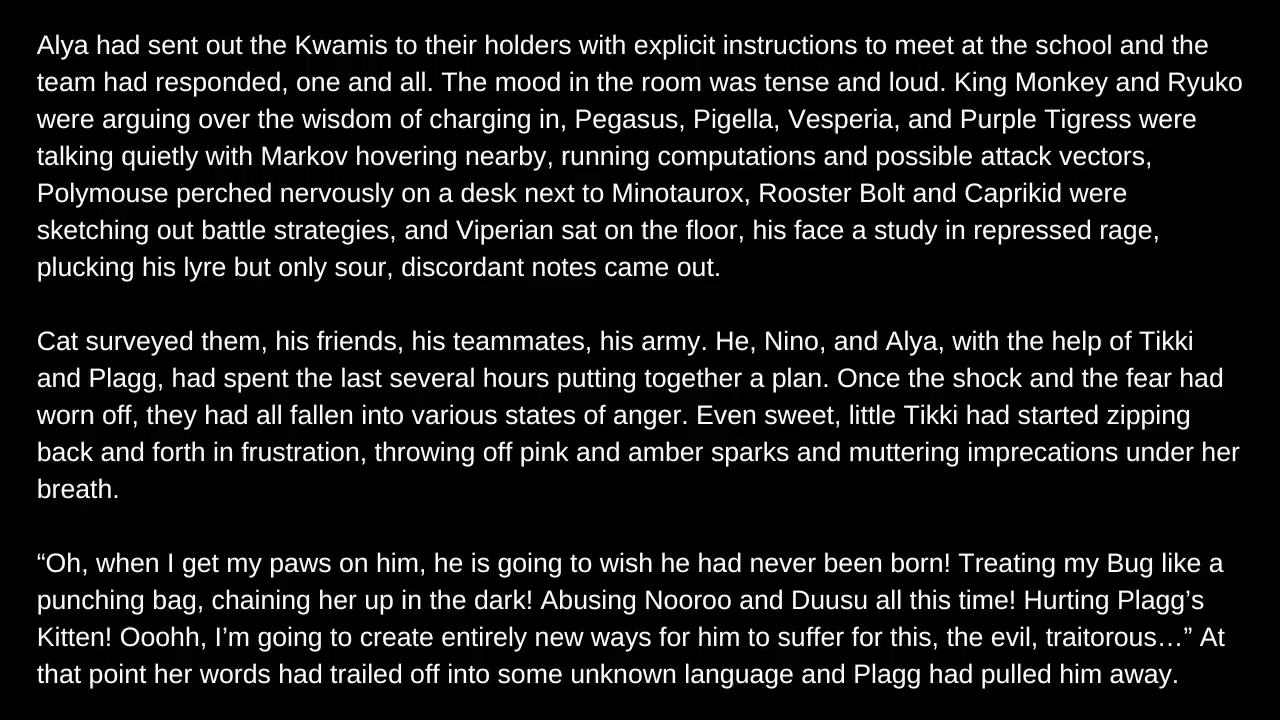 Alya had sent out the Kwamis to their holders with explicit instructions to meet at the school and the
team had responded, one and all. The mood in the room was tense and loud. King Monkey and Ryuko
were arguing over the wisdom of charging in, Pegasus, Pigella, Vesperia, and Purple Tigress were
talking quietly with Markov hovering nearby, running computations and possible attack vectors,
Polymouse perched nervously on a desk next to Minotaurox, Rooster Bolt and Caprikid were
sketching out battle strategies, and Viperian sat on the floor, his face a study in repressed rage,
plucking his lyre but only sour, discordant notes came out.
Cat surveyed them, his friends, his teammates, his army. He, Nino, and Alya, with the help of Tikki
and Plagg, had spent the last several hours putting together a plan. Once the shock and the fear had
worn off, they had all fallen into various states of anger. Even sweet, little Tikki had started zipping
back and forth in frustration, throwing off pink and amber sparks and muttering imprecations under her
breath.
“Oh, when I get my paws on him, he is going to wish he had never been born! Treating my Bug like a
punching bag, chaining her up in the dark! Abusing Nooroo and Duusu all this time! Hurting Plagg’s
Kitten! Ooohh, I’m going to create entirely new ways for him to suffer for this, the evil, traitorous…” At
that point her words had trailed off into some unknown language and Plagg had pulled him away.